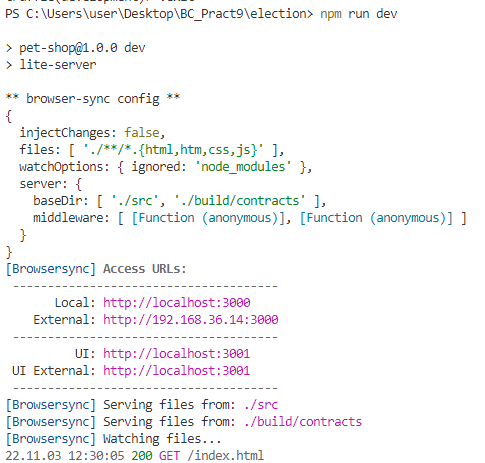 PS C:\Users\user\Desktop\BC_Pract9\election> npm run dev
> pet-shop@1.0.0 dev
> lite-server
** browser-sync config **
{
  injectChanges: false,
  files: [ './**/*.{html,htm,css,js}' ],
  watchOptions: { ignored: 'node_modules' },
  server: {
    baseDir: [ './src', './build/contracts' ],
    middleware: [ [Function (anonymous)], [Function (anonymous)] ]
  }
}
[Browsersync] Access URLs:
 --------------------------------------
       Local: http://localhost:3000
    External: http://192.168.36.14:3000
 --------------------------------------
          UI: http://localhost:3001
 UI External: http://localhost:3001
 --------------------------------------
[Browsersync] Serving files from: ./src
[Browsersync] Serving files from: ./build/contracts
[Browsersync] Watching files...
22.11.03 12:30:05 200 GET /index.html